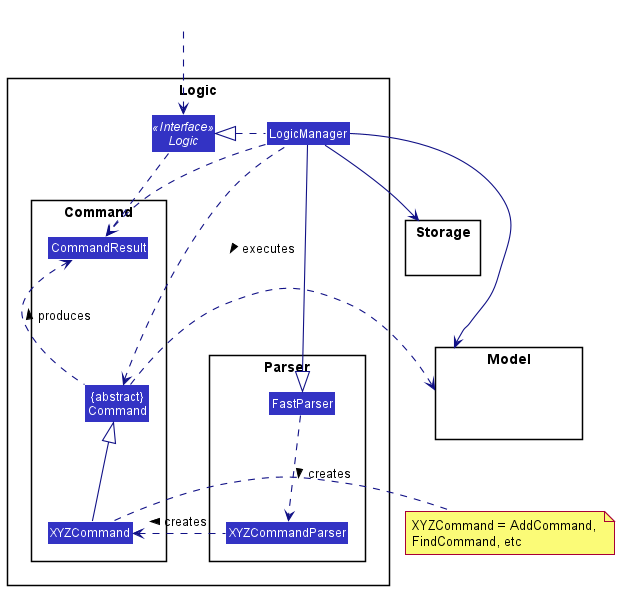 Logic
«Interface»
Logic
LogicManager
Command
Storage
CommandResult
executes
produces
Model
Parser
{abstract}
Command
FastParser
creates
creates
XYZCommand = AddCommand,
FindCommand, etc
XYZCommand
XYZCommandParser